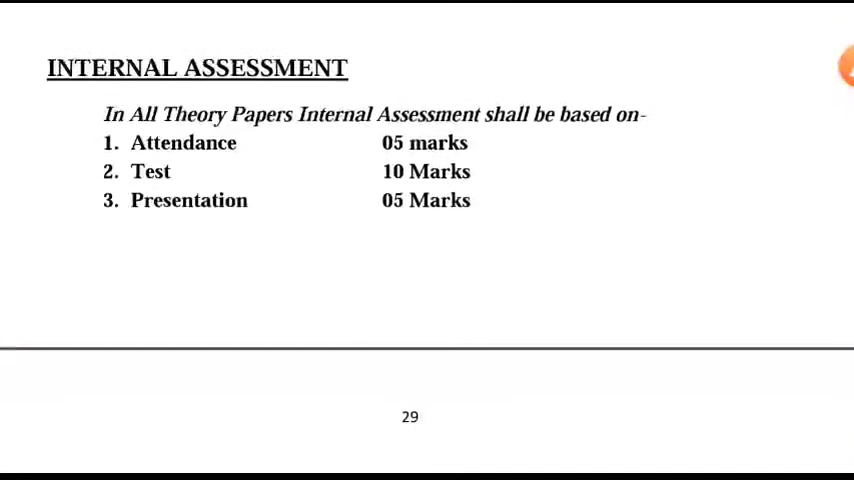 INTERNAL ASSESSMENT
In All Theory Papers Internal Assessment shall be based on-
1. Attendance 05 marks
2. Test 10 Marks
3. Presentation 05 Marks
29